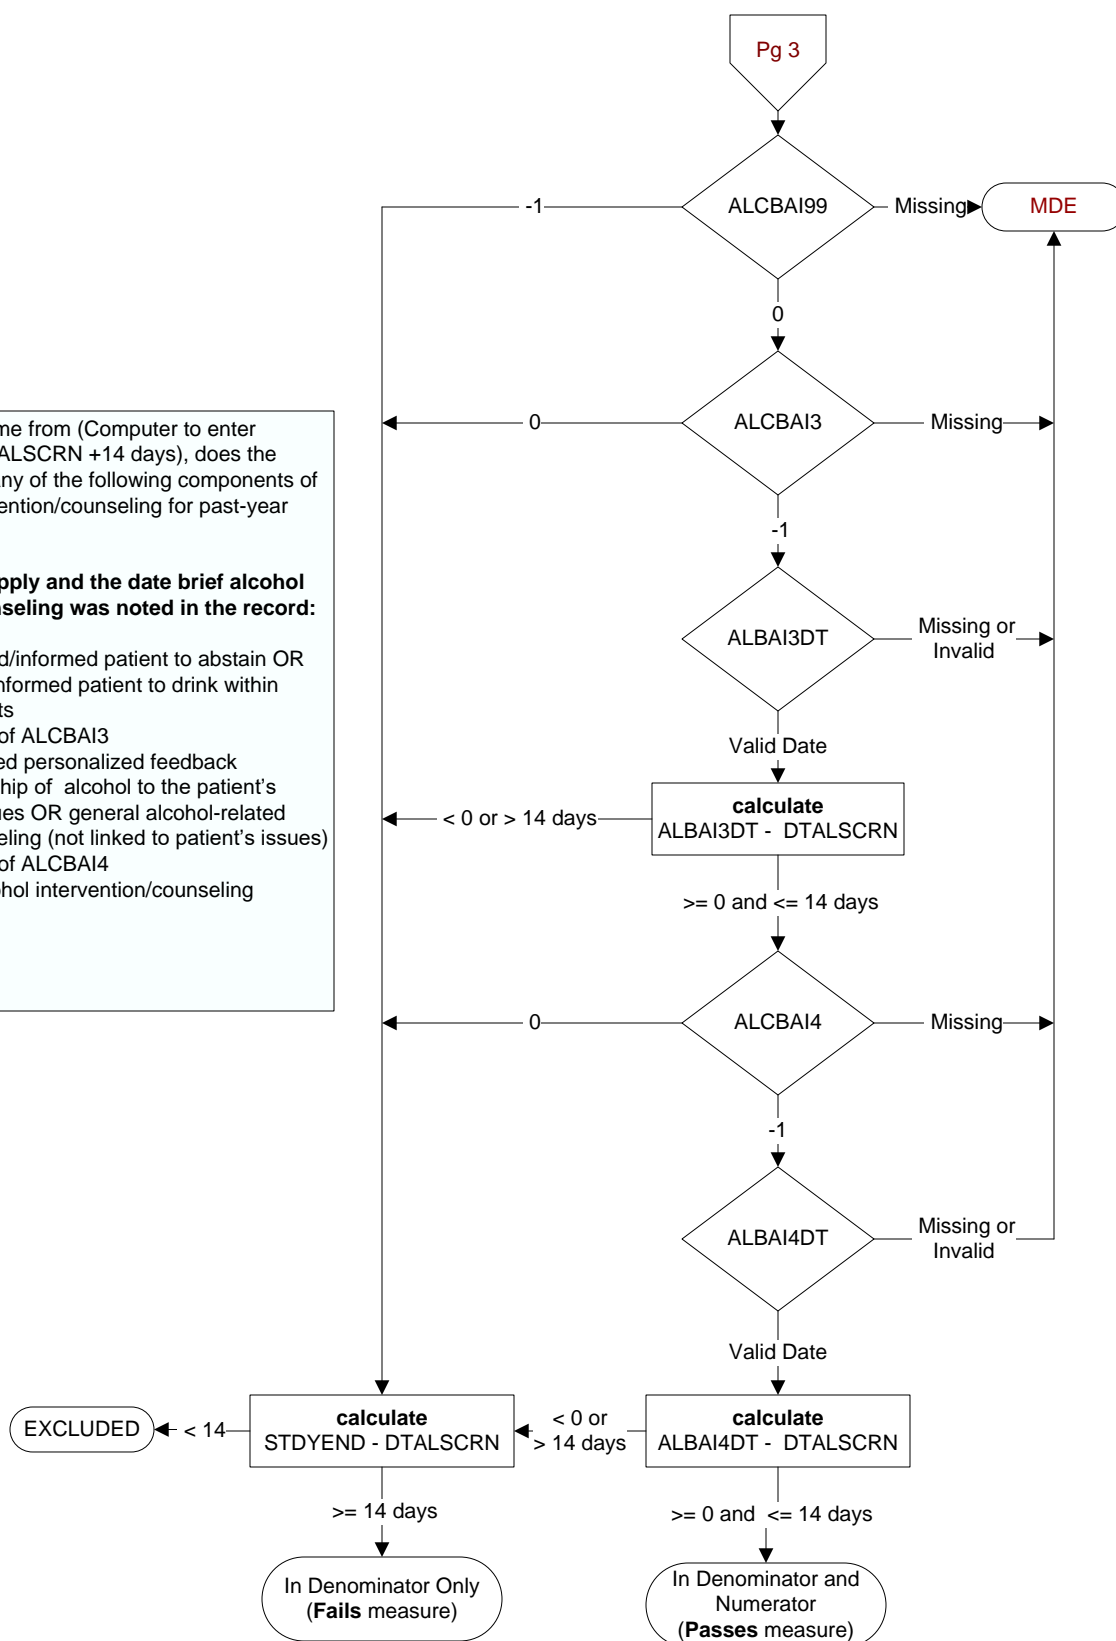 Pg 3
ALCBAI99
-1
Missing
MDE
0
ALCBAI3
0
Missing
-1
me from (Computer to enter
ALSCRN +14 days), does the
any of the following components of
ention/counseling for past-year
pply and the date brief alcohol
nseling was noted in the record:
d/informed patient to abstain OR
nformed patient to drink within
ts
of ALCBAI3
ed personalized feedback
hip of alcohol to the patient's
ues OR general alcohol-related
eling (not linked to patient's issues)
of ALCBAI4
ohol intervention/counseling
ALBAI3DT
Missing or
Invalid
Valid Date
calculate
ALBAI3DT - DTALSCRN
< 0 or > 14 days
>= 0 and <= 14 days
ALCBAI4
0
Missing
-1
ALBAI4DT
Missing or
Invalid
Valid Date
calculate
ALBAI4DT - DTALSCRN
< 0 or
> 14 days
calculate
STDYEND - DTALSCRN
< 14
EXCLUDED
>= 14 days
>= 0 and <= 14 days
In Denominator Only
(Fails measure)
In Denominator and
Numerator
(Passes measure)